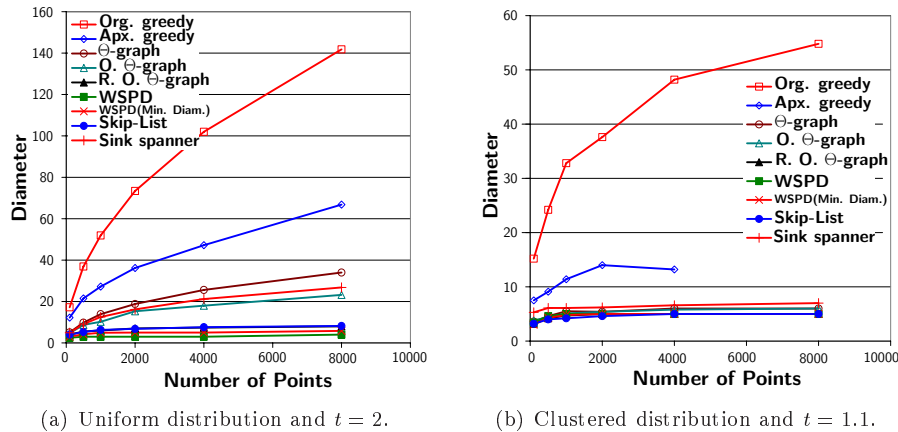 160
140
120
100
80
60
40
20
0
Diameter
Org. greedy
Apx. greedy
Θ-graph
O. Θ-graph
R. O. Θ-graph
WSPD
WSPD(Min. Diam.)
Skip-List
Sink spanner
0
2000
4000
6000
8000
10000
Number of Points
(a) Uniform distribution and t = 2.
60
50
40
30
20
10
0
Diameter
Org. greedy
Apx. greedy
Θ-graph
O. Θ-graph
R. O. Θ-graph
WSPD
WSPD(Min. Diam.)
Skip-List
Sink spanner
0
2000
4000
6000
8000
10000
Number of Points
(b) Clustered distribution and t = 1.1.